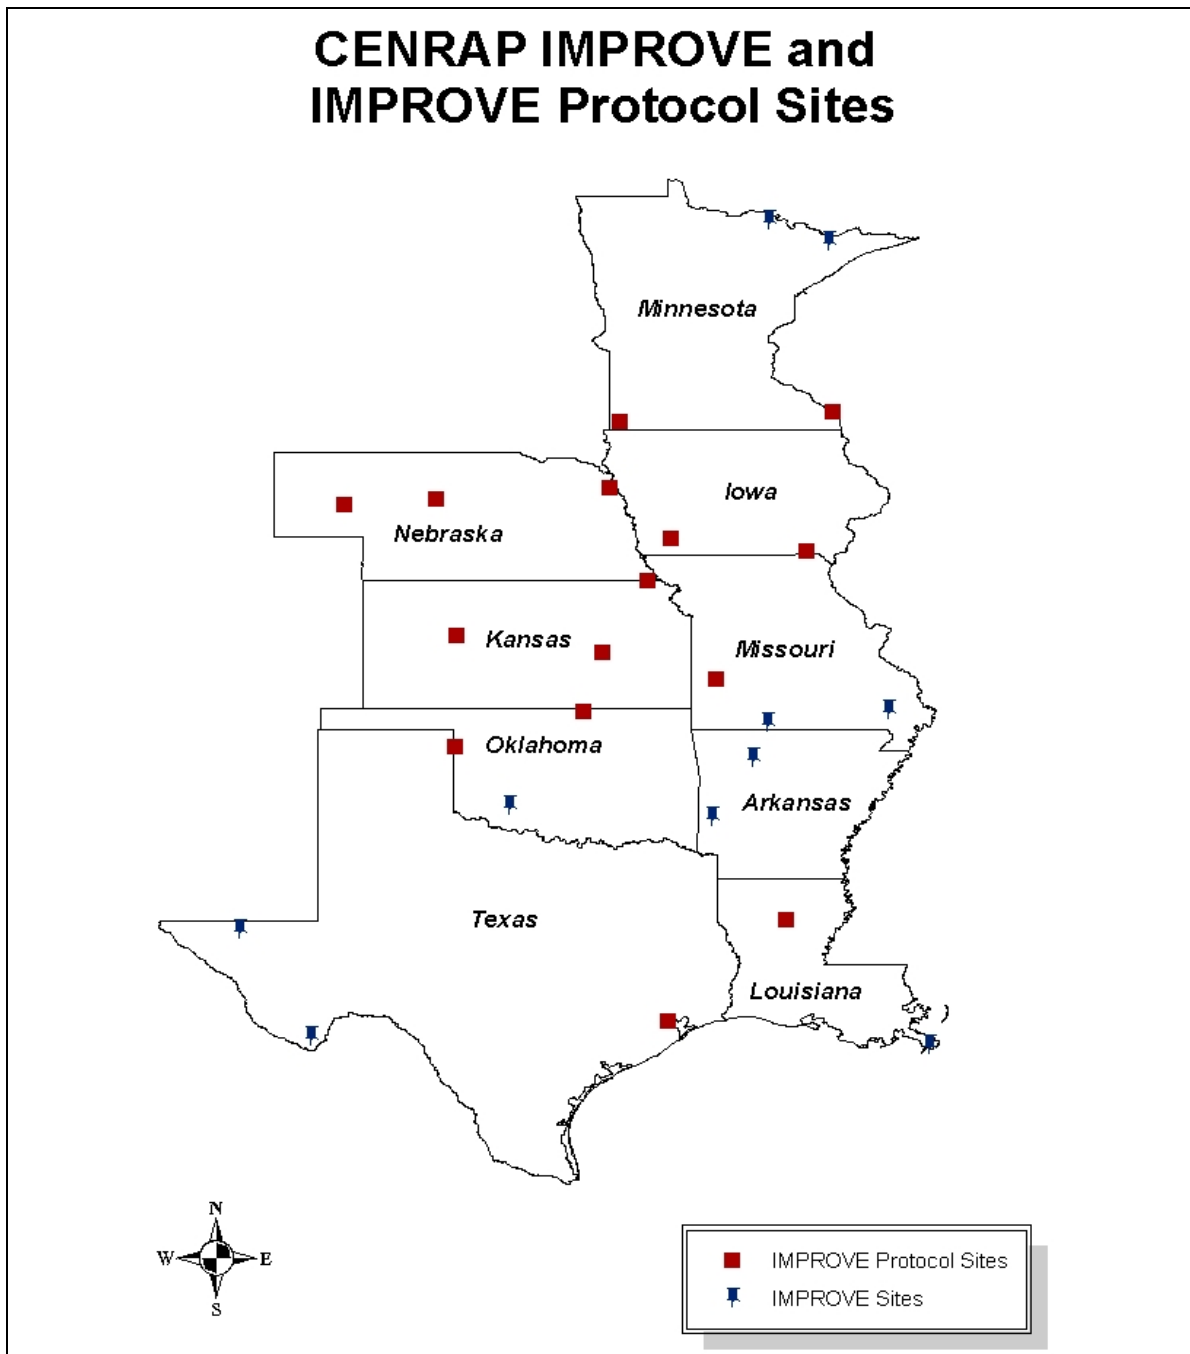 CENRAP IMPROVE and
IMPROVE Protocol Sites
Minnesota
Iowa
Nebraska
Kansas
Missouri
Oklahoma
Arkansas
Texas
Louisiana
N
W E
S
IMPROVE Protocol Sites
IMPROVE Sites